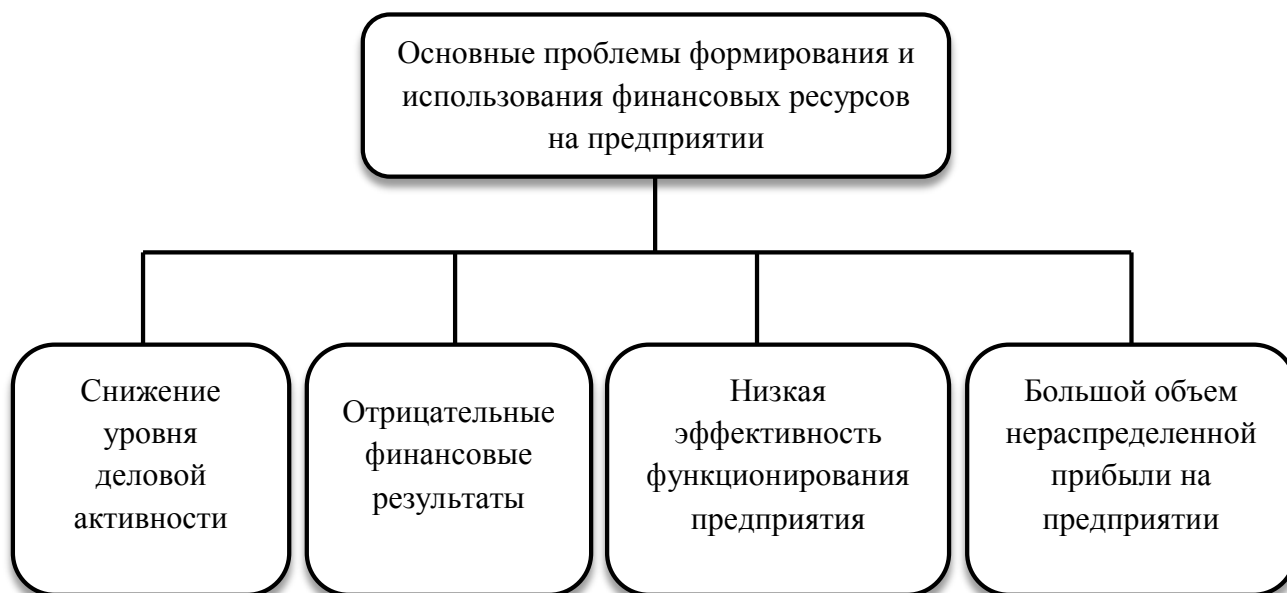 Основные проблемы формирования и
использования финансовых ресурсов
на предприятии
Снижение
уровня
деловой
активности
Отрицательные
финансовые
результаты
Низкая
эффективность
функционирования
предприятия
Большой объем
нераспределенной
прибыли на
предприятии